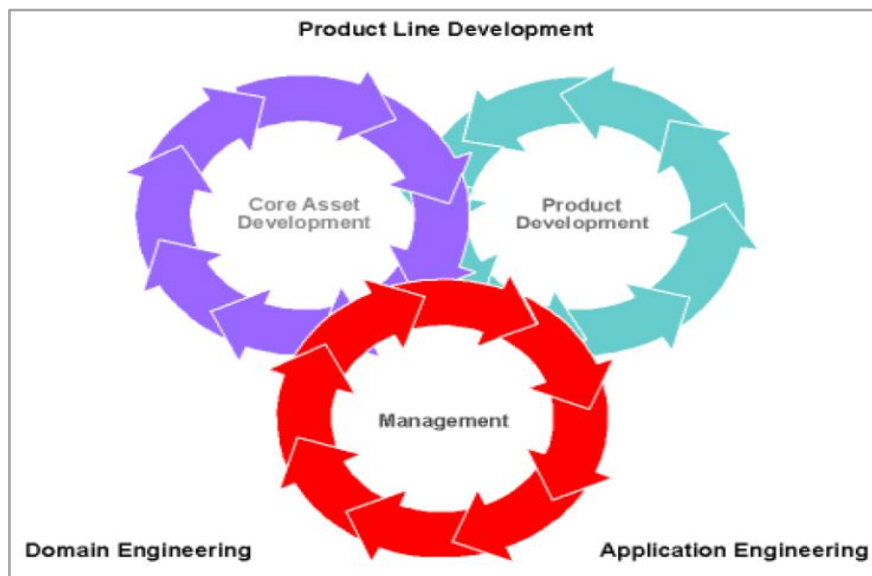 Product Line Development
Core Asset
Development
Product
Development
Management
Domain Engineering
Application Engineering